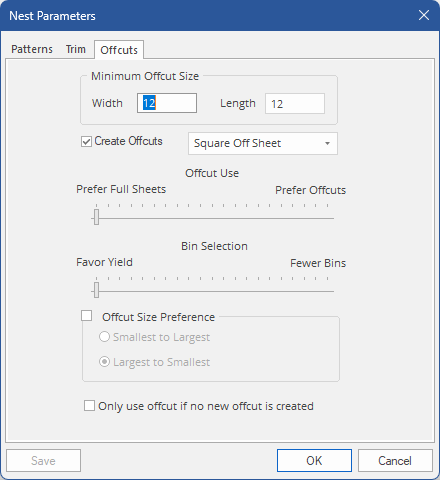 Nest Parameters
Patterns Trim Offcuts
Minimum Offcut Size
Width 12 Length 12
Create Offcuts Square Off Sheet
Offcut Use
Prefer Full Sheets Prefer Offcuts
Bin Selection
Favor Yield Fewer Bins
Offcut Size Preference
Smallest to Largest
Largest to Smallest
Only use offcut if no new offcut is created
Save OK Cancel